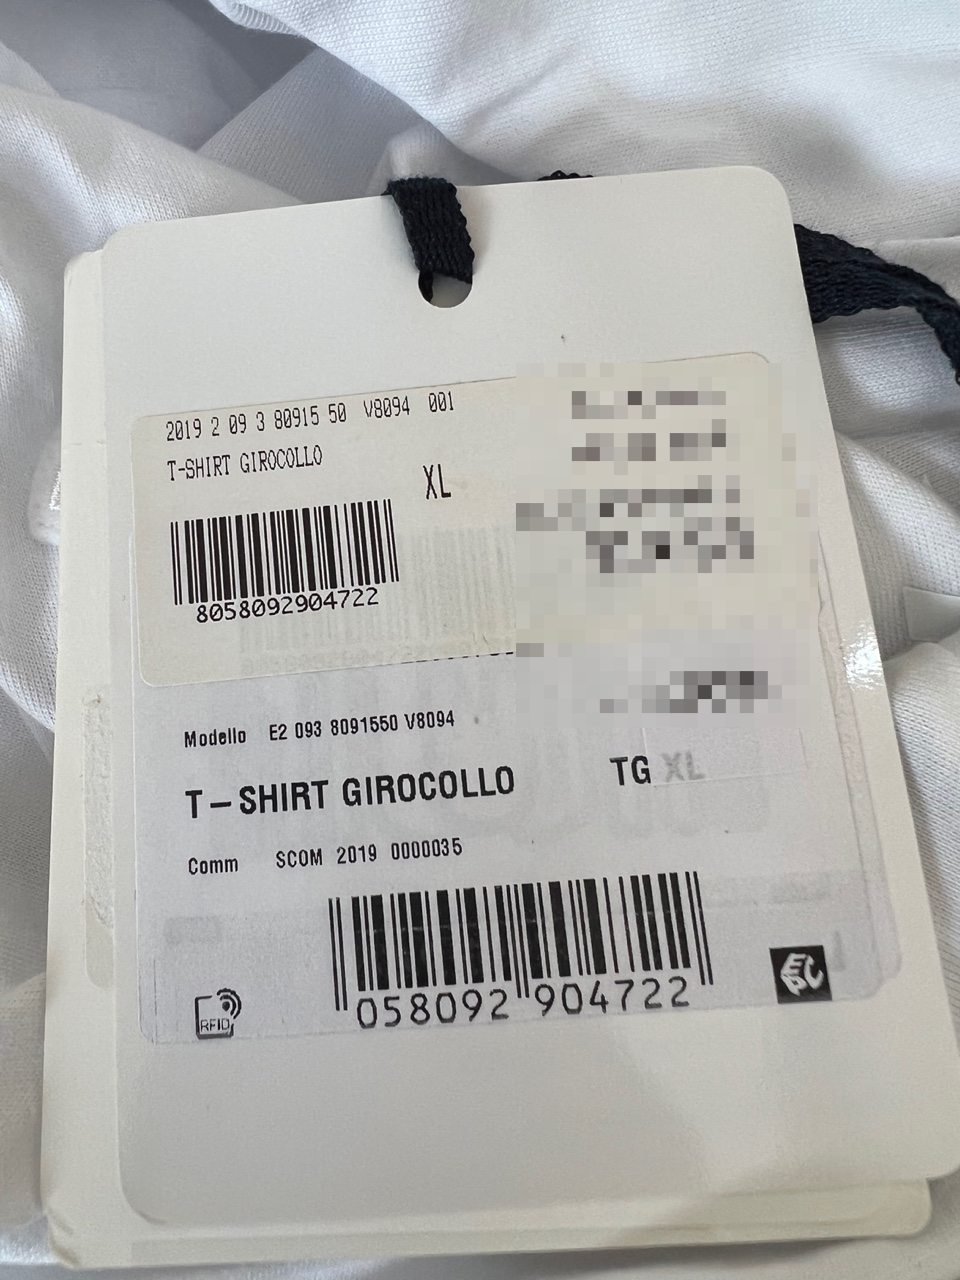 2019 2 09 3 80915 50 V8094 001
T-SHIRT GIROCOLLO
XL
8058092904722
Modello E2 093 8091550 V8094
T-SHIRT GIROCOLLO TG XL
Comm SCOM 2019 0000035
058092 904722
RFID
EPC